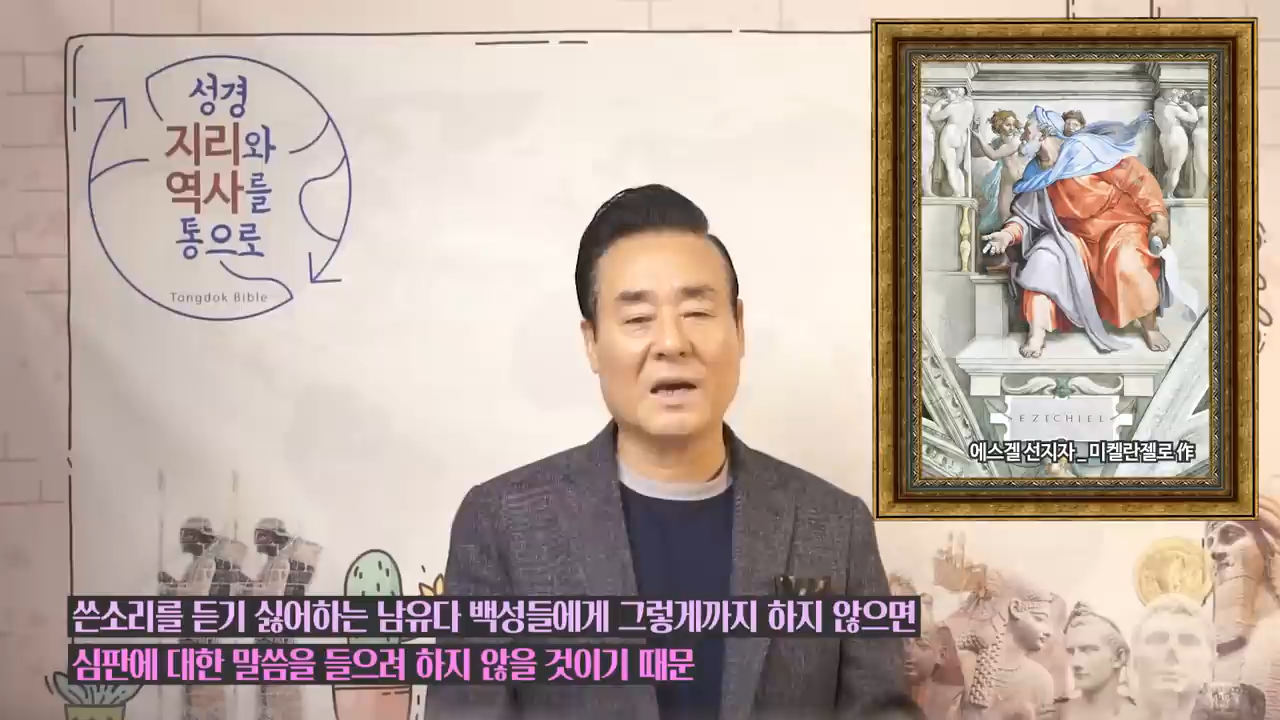 성경
지리와
역사를
통으로
Tongdok Bible
EZECHIEL
에스겔 선지자 _ 미켈란젤로 作
쓴소리를 듣기 싫어하는 남유다 백성들에게 그렇게까지 하지 않으면
심판에 대한 말씀을 들으려 하지 않을 것이기 때문